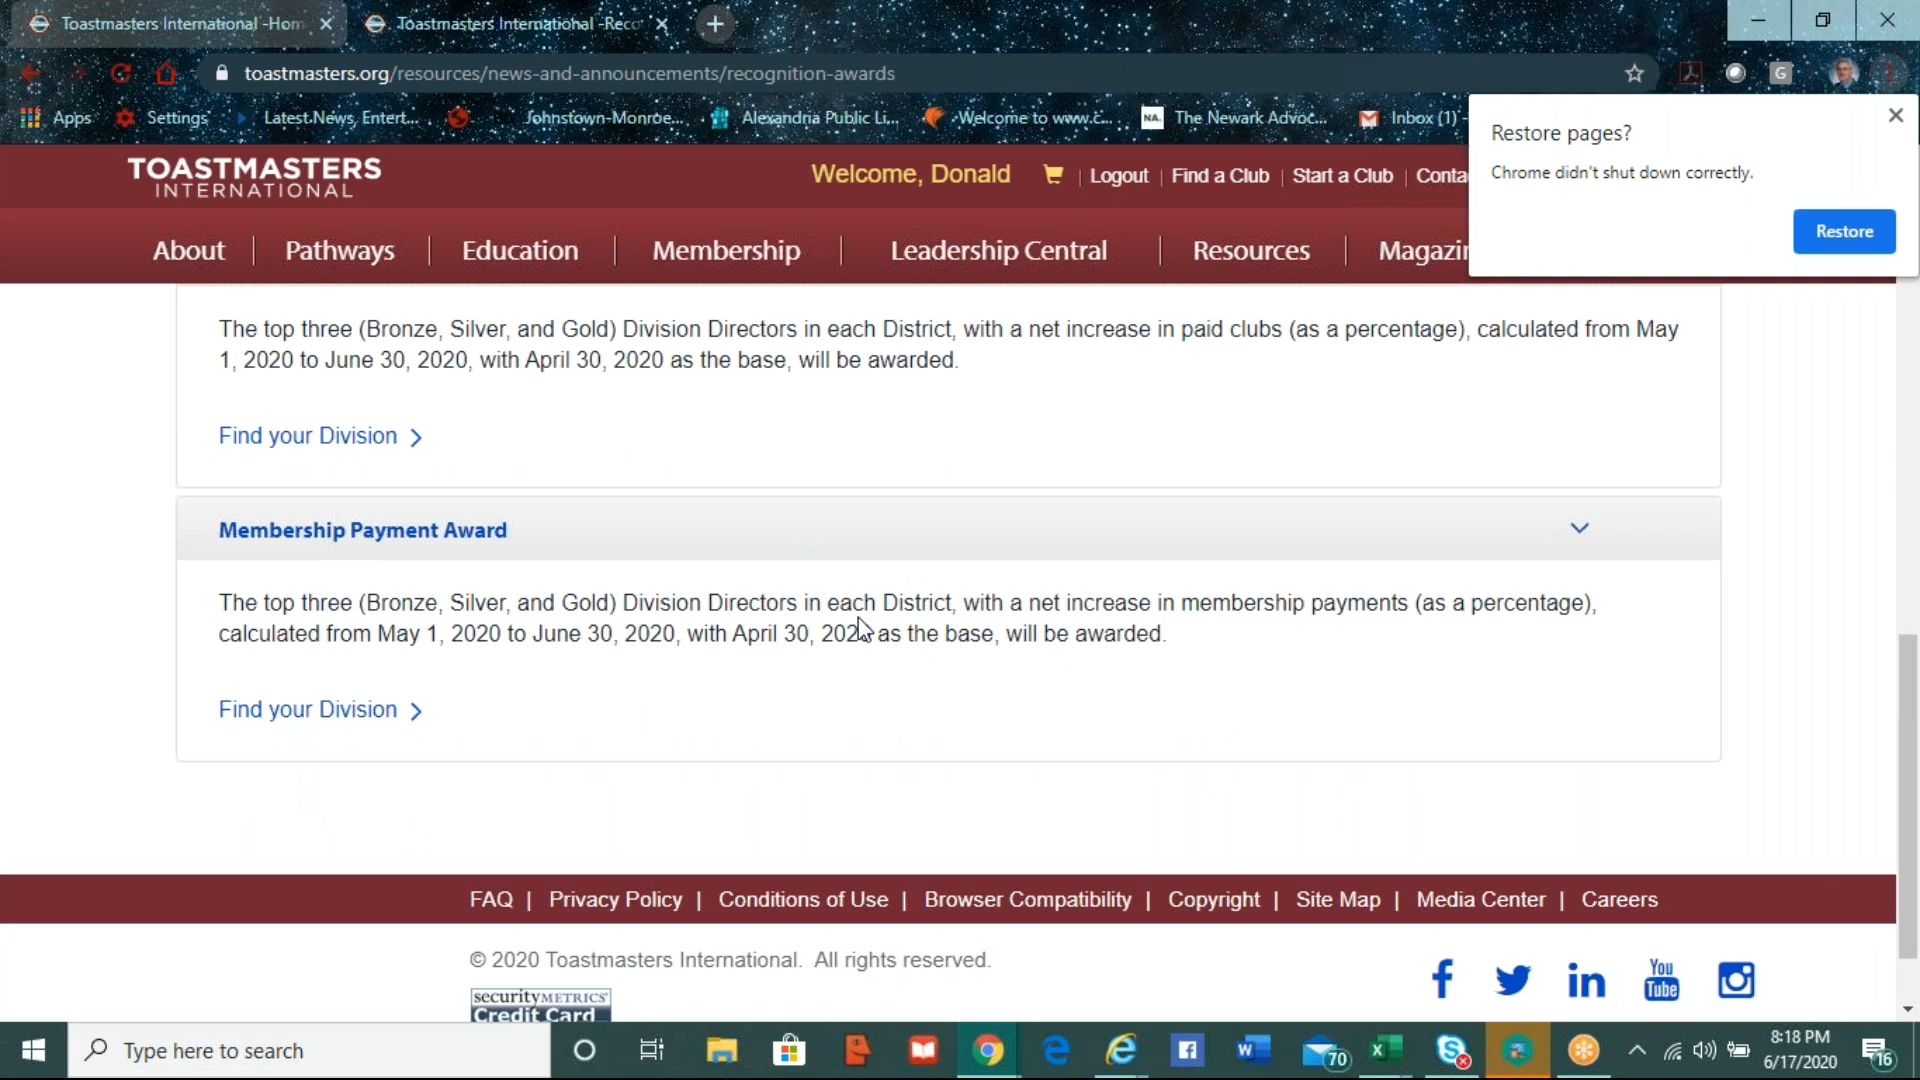 Toastmasters International -Hom
Toastmasters International -Reco
toastmasters.org/resources/news-and-announcements/recognition-awards
G
Apps
Settings
Latest News, Entert...
Johnstown-Monroe...
Alexandria Public Li...
Welcome to www.c...
NA.
The Newark Advoc...
Inbox (1) -
Restore pages?
Chrome didn't shut down correctly.
Restore
TOASTMASTERS
INTERNATIONAL
Welcome, Donald
Logout | Find a Club | Start a Club | Conta
About
Pathways
Education
Membership
Leadership Central
Resources
Magazin
The top three (Bronze, Silver, and Gold) Division Directors in each District, with a net increase in paid clubs (as a percentage), calculated from May
1, 2020 to June 30, 2020, with April 30, 2020 as the base, will be awarded.
Find your Division
Membership Payment Award
The top three (Bronze, Silver, and Gold) Division Directors in each District, with a net increase in membership payments (as a percentage),
calculated from May 1, 2020 to June 30, 2020, with April 30, 2020 as the base, will be awarded.
Find your Division
FAQ | Privacy Policy | Conditions of Use | Browser Compatibility | Copyright | Site Map | Media Center | Careers
© 2020 Toastmasters International. All rights reserved.
securityMETRICS®
Credit Card
f
in
You
Tube
Type here to search
70
8:18 PM
6/17/2020
16